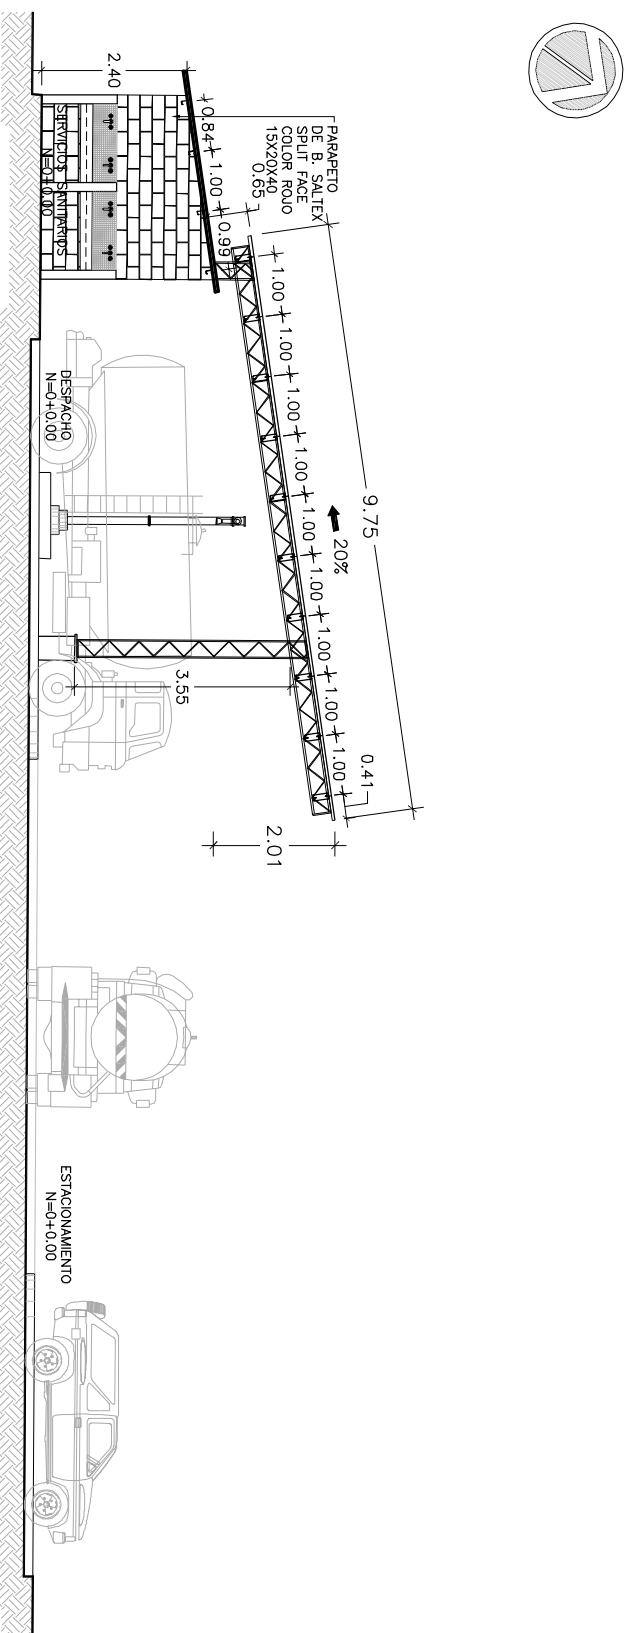 PARAPETO
DE B. SALTEX
SPLIT FACE
COLOR ROJO
15X20X40
0.65
9.75
20%
0.41
1.00
1.00
1.00
1.00
1.00
1.00
1.00
1.00
1.00
2.01
0.84
1.00
0.99
2.40
3.55
SERVICIOS SANITARIOS
N=0+0.00
DESPACHO
N=0+0.00
ESTACIONAMIENTO
N=0+0.00